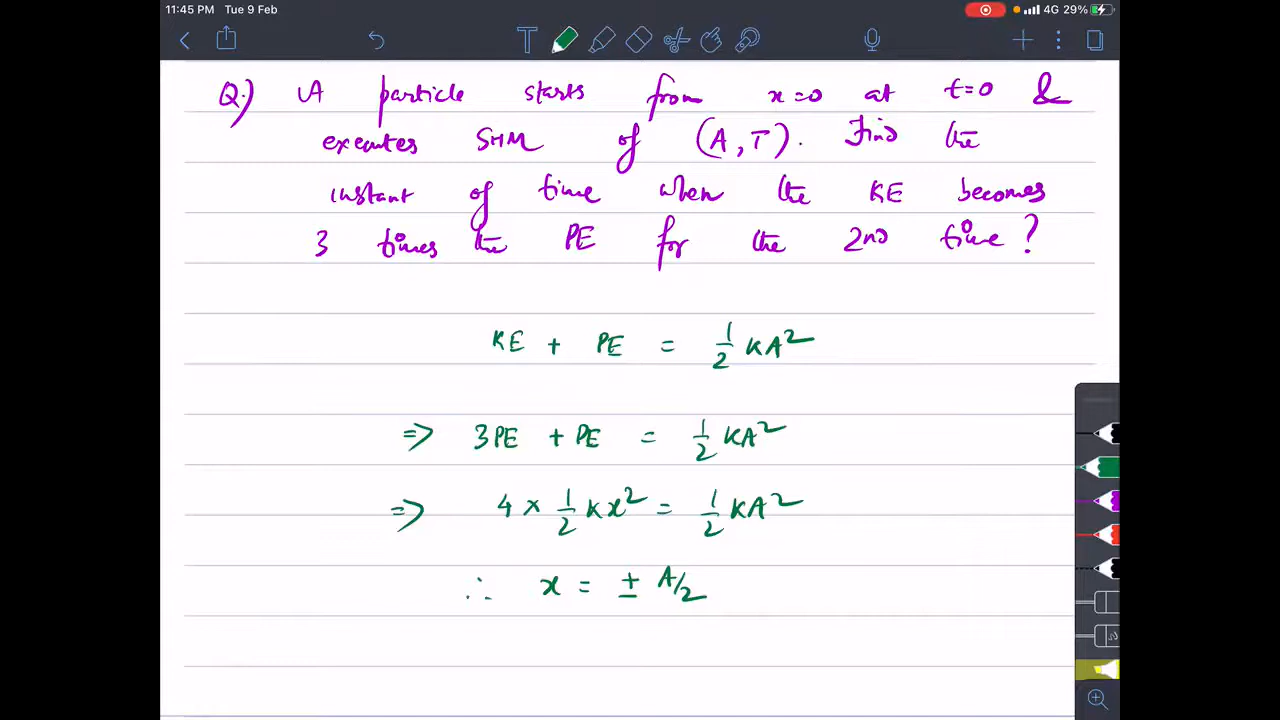 11:45 PM Tue 9 Feb 4G 29%
T
Q.) A particle starts from x=0 at t=0 &
executes SHM of (A,T). Find the
instant of time when the KE becomes
3 times the PE for the 2nd time?
KE + PE = 1/2 KA²
=> 3PE + PE = 1/2 KA²
=> 4 × 1/2 Kx² = 1/2 KA²
∴ x = ± A/2